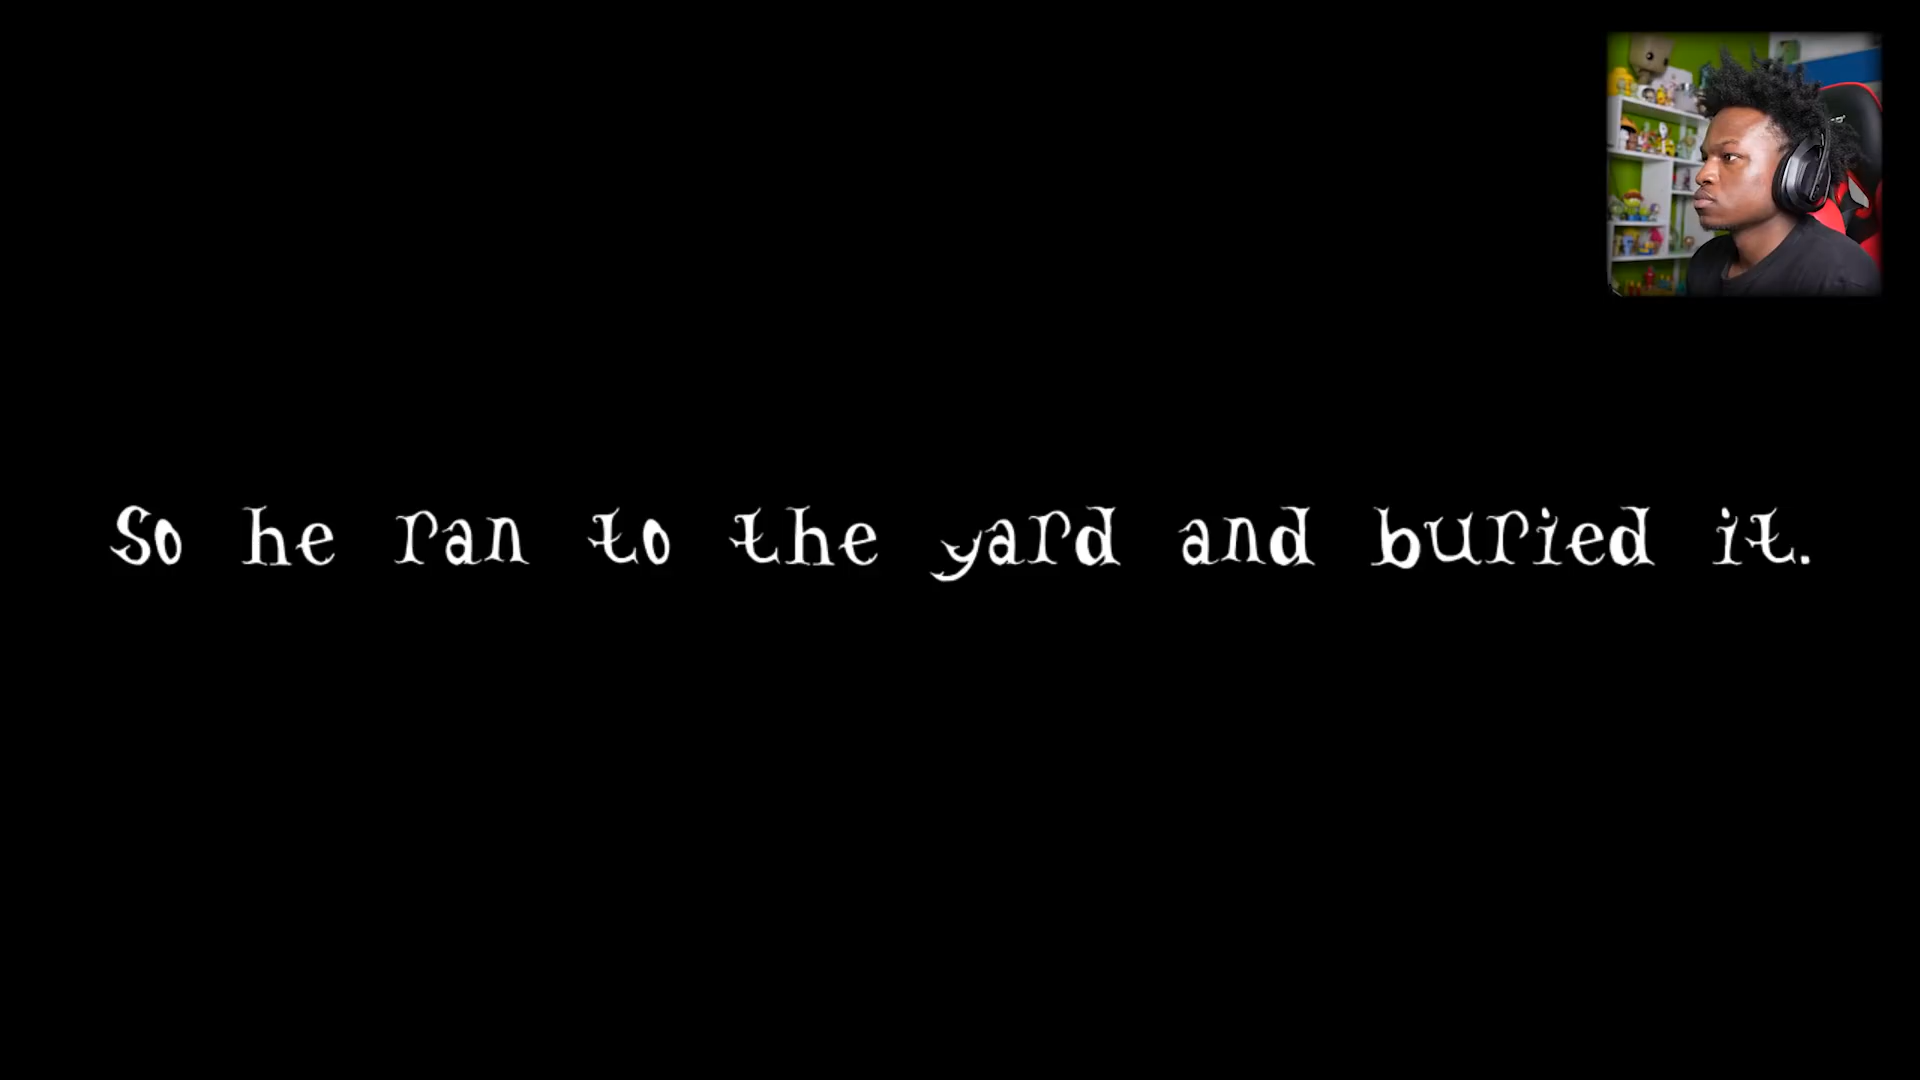 So he ran to the yard and buried it.